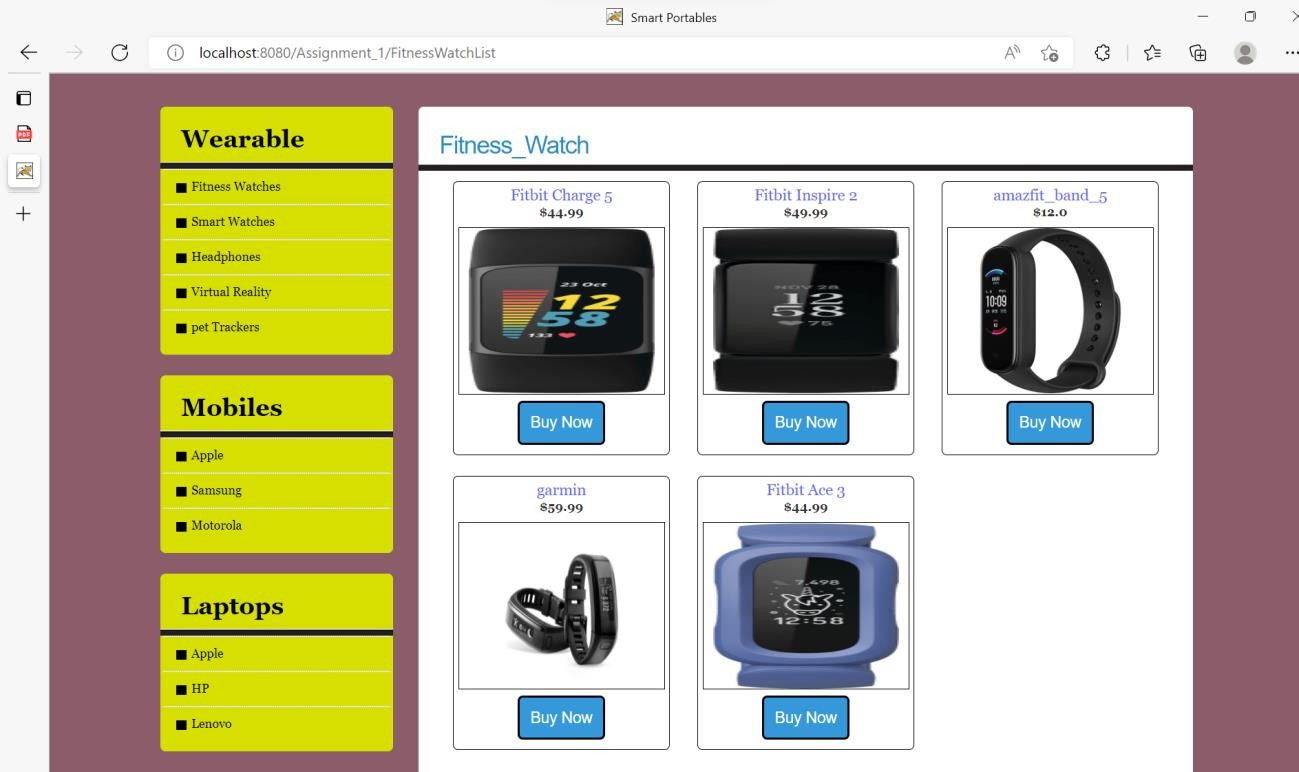 Smart Portables
localhost:8080/Assignment_1/FitnessWatchList
Wearable
Fitness Watches
Smart Watches
Headphones
Virtual Reality
pet Trackers
Mobiles
Apple
Samsung
Motorola
Laptops
Apple
HP
Lenovo
Fitness_Watch
Fitbit Charge 5
$44.99
23 Oct
12
58
133
Buy Now
Fitbit Inspire 2
$49.99
NOV 28
12
58
75
Buy Now
amazfit_band_5
$12.0
10:09
Buy Now
garmin
$59.99
Buy Now
Fitbit Ace 3
$44.99
7,498
12:58
Buy Now